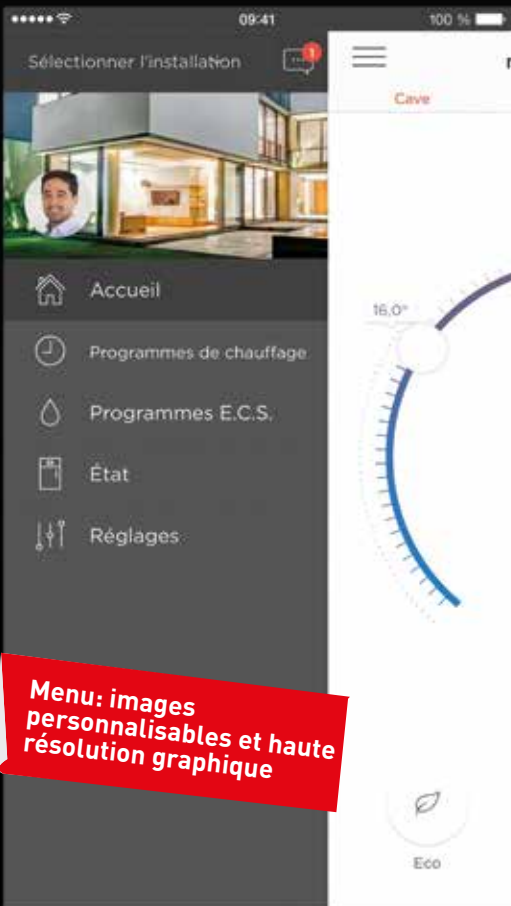 09:41
100 %
Sélectionner l'installation
1
Cave
16,0°
Accueil
Programmes de chauffage
Programmes E.C.S.
État
Réglages
Menu: images
personnalisables et haute
résolution graphique
Eco